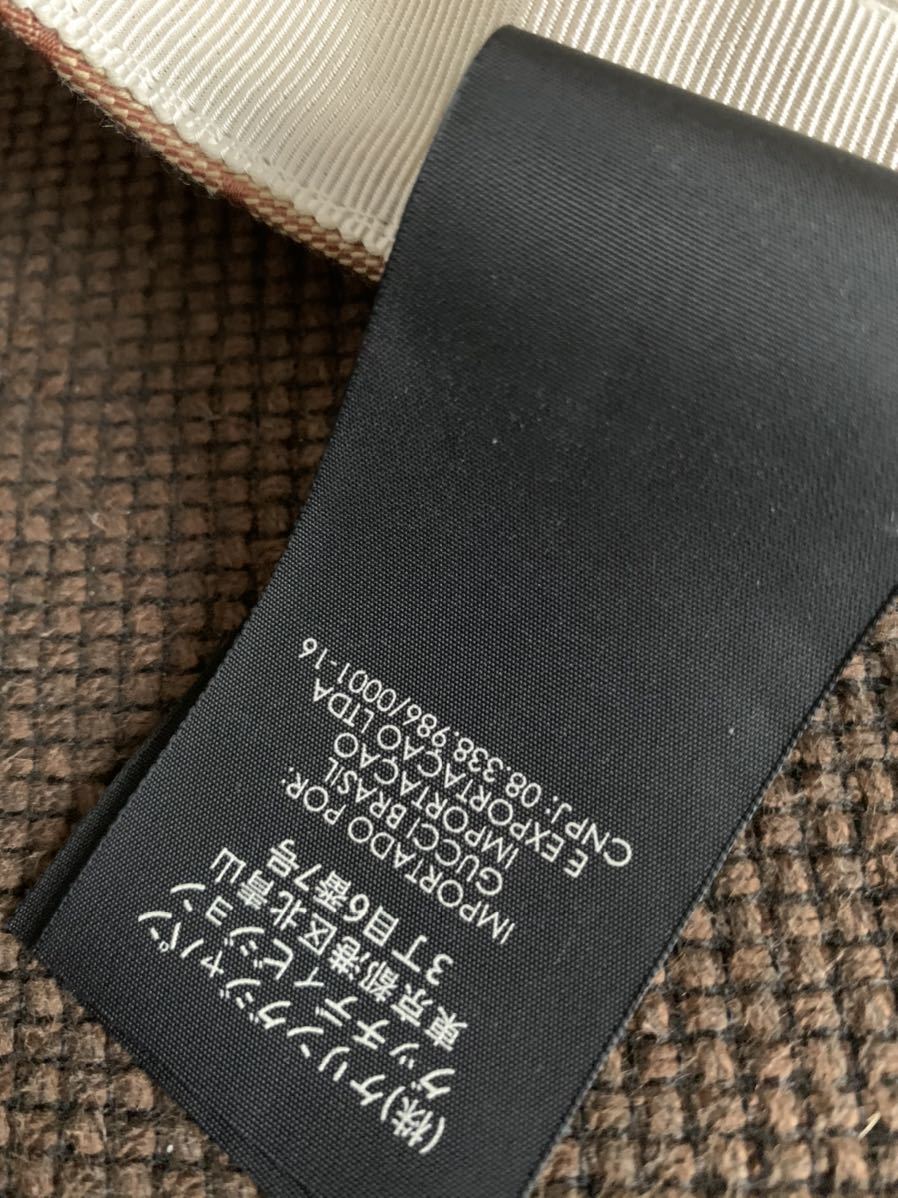 (株)ケリングジャパン
グッチディビジョン
東京都港区北青山
3丁目6番7号
IMPORTADO POR:
GUCCI BRASIL
IMPORTACAO
E EXPORTAÇAO LTDA
CNPJ: 08.338.986/0001-16